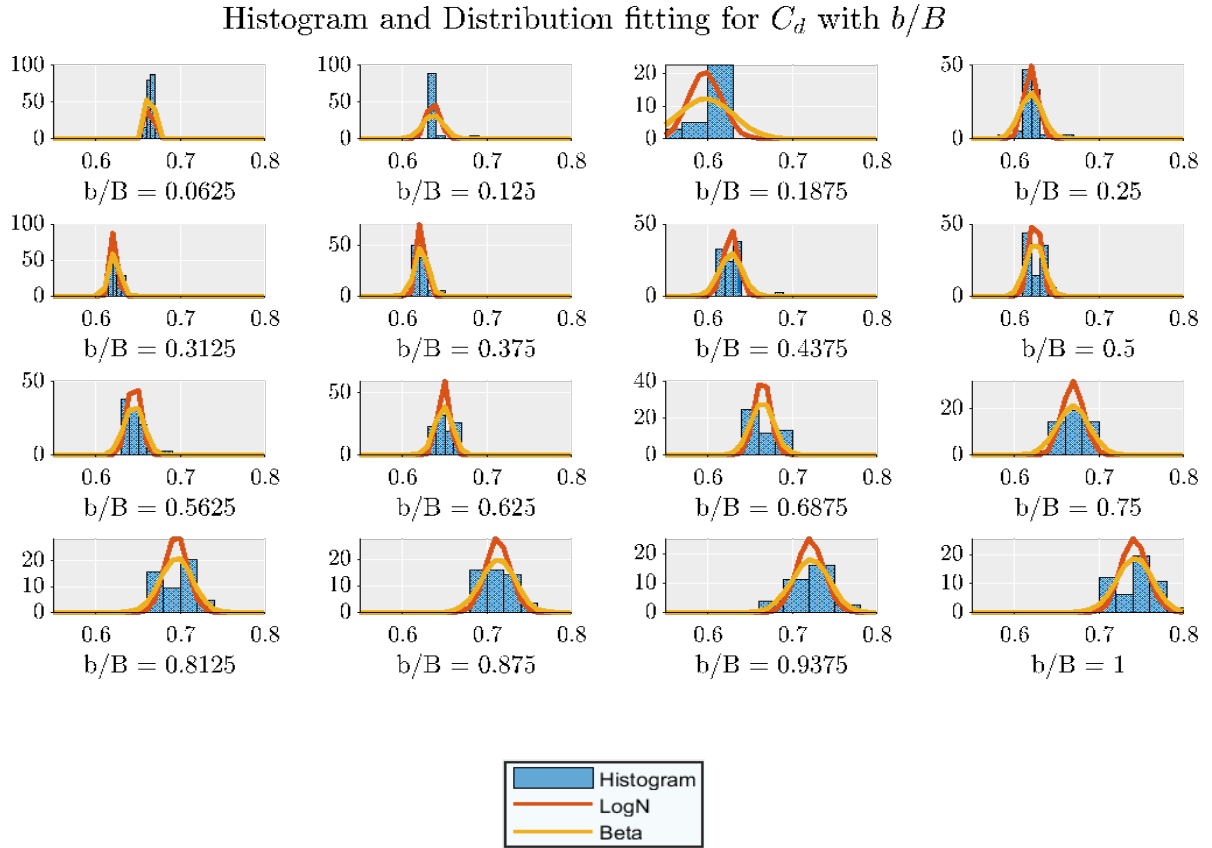 Histogram and Distribution fitting for C_d with b/B
100
50
0
0.6 0.7 0.8
b/B = 0.0625
100
50
0
0.6 0.7 0.8
b/B = 0.125
20
10
0
0.6 0.7 0.8
b/B = 0.1875
50
0
0.6 0.7 0.8
b/B = 0.25
100
50
0
0.6 0.7 0.8
b/B = 0.3125
50
0
0.6 0.7 0.8
b/B = 0.375
50
0
0.6 0.7 0.8
b/B = 0.4375
50
0
0.6 0.7 0.8
b/B = 0.5
50
0
0.6 0.7 0.8
b/B = 0.5625
50
0
0.6 0.7 0.8
b/B = 0.625
40
20
0
0.6 0.7 0.8
b/B = 0.6875
20
0
0.6 0.7 0.8
b/B = 0.75
20
10
0
0.6 0.7 0.8
b/B = 0.8125
20
10
0
0.6 0.7 0.8
b/B = 0.875
20
10
0
0.6 0.7 0.8
b/B = 0.9375
20
10
0
0.6 0.7 0.8
b/B = 1
Histogram
LogN
Beta